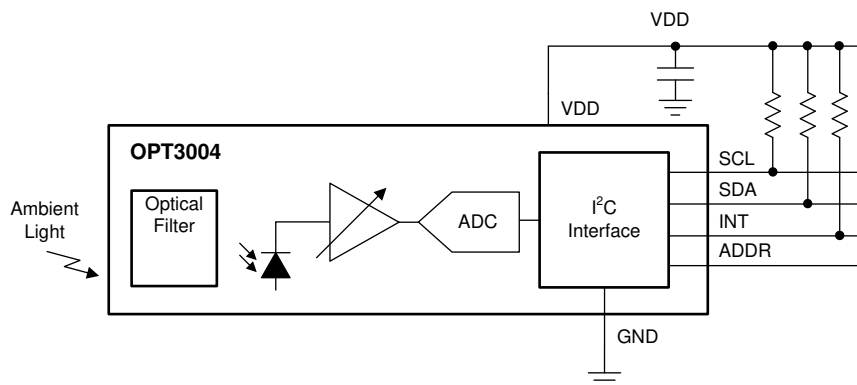 VDD
VDD
OPT3004
Ambient
Light
Optical
Filter
ADC
I²C
Interface
SCL
SDA
INT
ADDR
GND